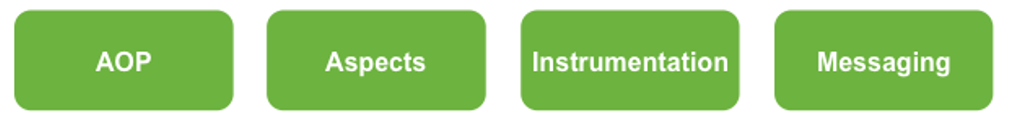 AOP
Aspects
Instrumentation
Messaging